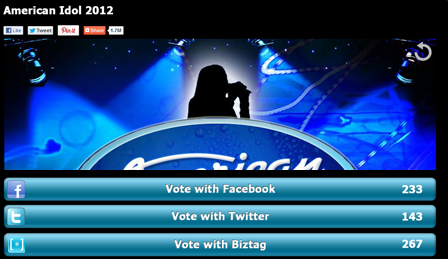 American Idol 2012
Like Tweet Pin it Share 1.7M
American
Vote with Facebook 233
Vote with Twitter 143
Vote with Biztag 267